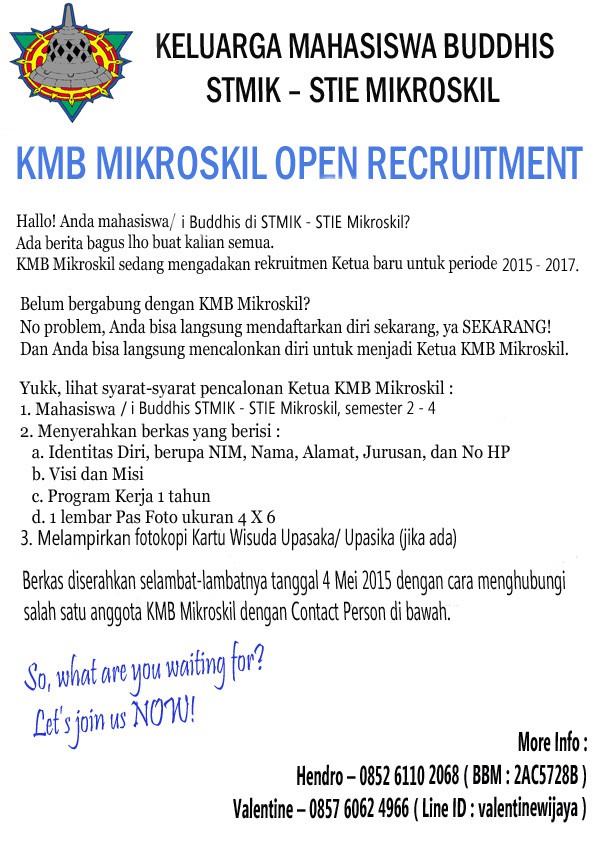 KELUARGA MAHASISWA BUDDHIS
STMIK – STIE MIKROSKIL
KMB MIKROSKIL OPEN RECRUITMENT
Hallo! Anda mahasiswa/ i Buddhis di STMIK - STIE Mikroskil?
Ada berita bagus lho buat kalian semua.
KMB Mikroskil sedang mengadakan rekruitmen Ketua baru untuk periode 2015 - 2017.
Belum bergabung dengan KMB Mikroskil?
No problem, Anda bisa langsung mendaftarkan diri sekarang, ya SEKARANG!
Dan Anda bisa langsung mencalonkan diri untuk menjadi Ketua KMB Mikroskil.
Yukk, lihat syarat-syarat pencalonan Ketua KMB Mikroskil :
1. Mahasiswa / i Buddhis STMIK - STIE Mikroskil, semester 2 - 4
2. Menyerahkan berkas yang berisi :
a. Identitas Diri, berupa NIM, Nama, Alamat, Jurusan, dan No HP
b. Visi dan Misi
c. Program Kerja 1 tahun
d. 1 lembar Pas Foto ukuran 4 X 6
3. Melampirkan fotokopi Kartu Wisuda Upasaka/ Upasika (jika ada)
Berkas diserahkan selambat-lambatnya tanggal 4 Mei 2015 dengan cara menghubungi
salah satu anggota KMB Mikroskil dengan Contact Person di bawah.
So, what are you waiting for?
Let's join us NOW!
More Info :
Hendro – 0852 6110 2068 ( BBM : 2AC5728B )
Valentine – 0857 6062 4966 ( Line ID : valentinewijaya )